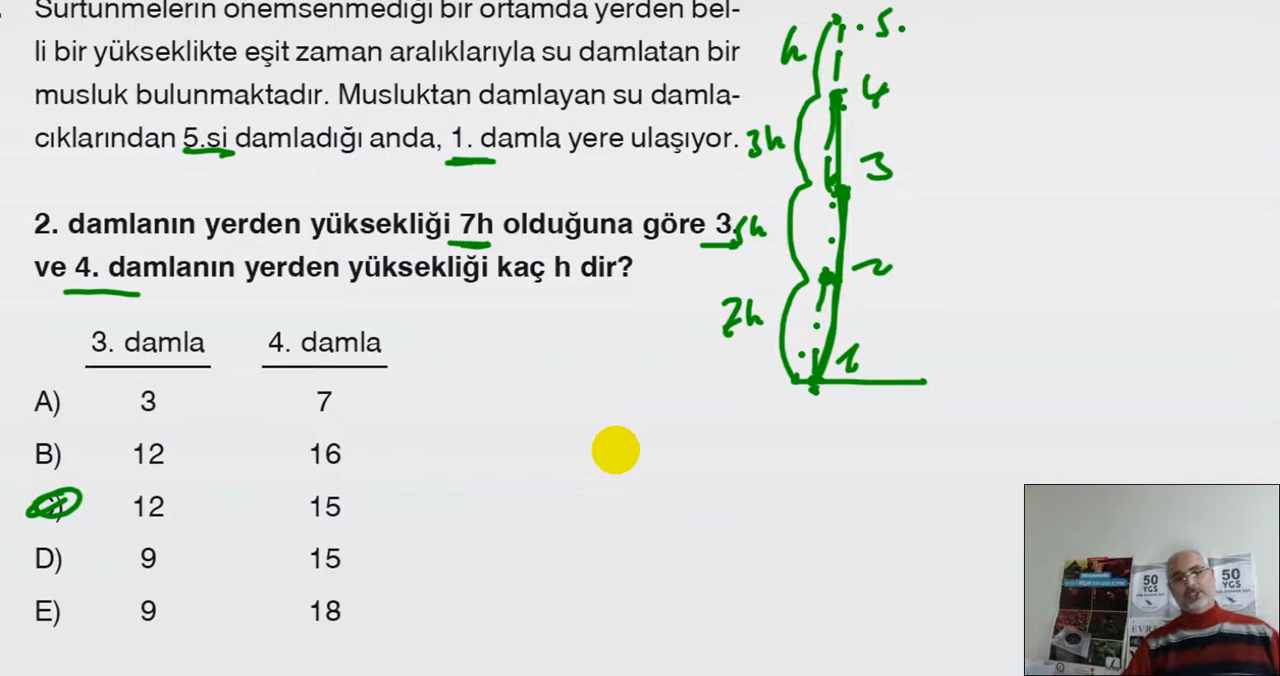 Sürtünmelerin önemsenmediği bir ortamda yerden bel-
li bir yükseklikte eşit zaman aralıklarıyla su damlatan bir
musluk bulunmaktadır. Musluktan damlayan su damla-
cıklarından 5.si damladığı anda, 1. damla yere ulaşıyor.
2. damlanın yerden yüksekliği 7h olduğuna göre 3.
ve 4. damlanın yerden yüksekliği kaç h dir?
3. damla 4. damla
A) 3 7
B) 12 16
C) 12 15
D) 9 15
E) 9 18
h 5.
4
3h
3
5h
2
7h
1
50 50
YGS YGS